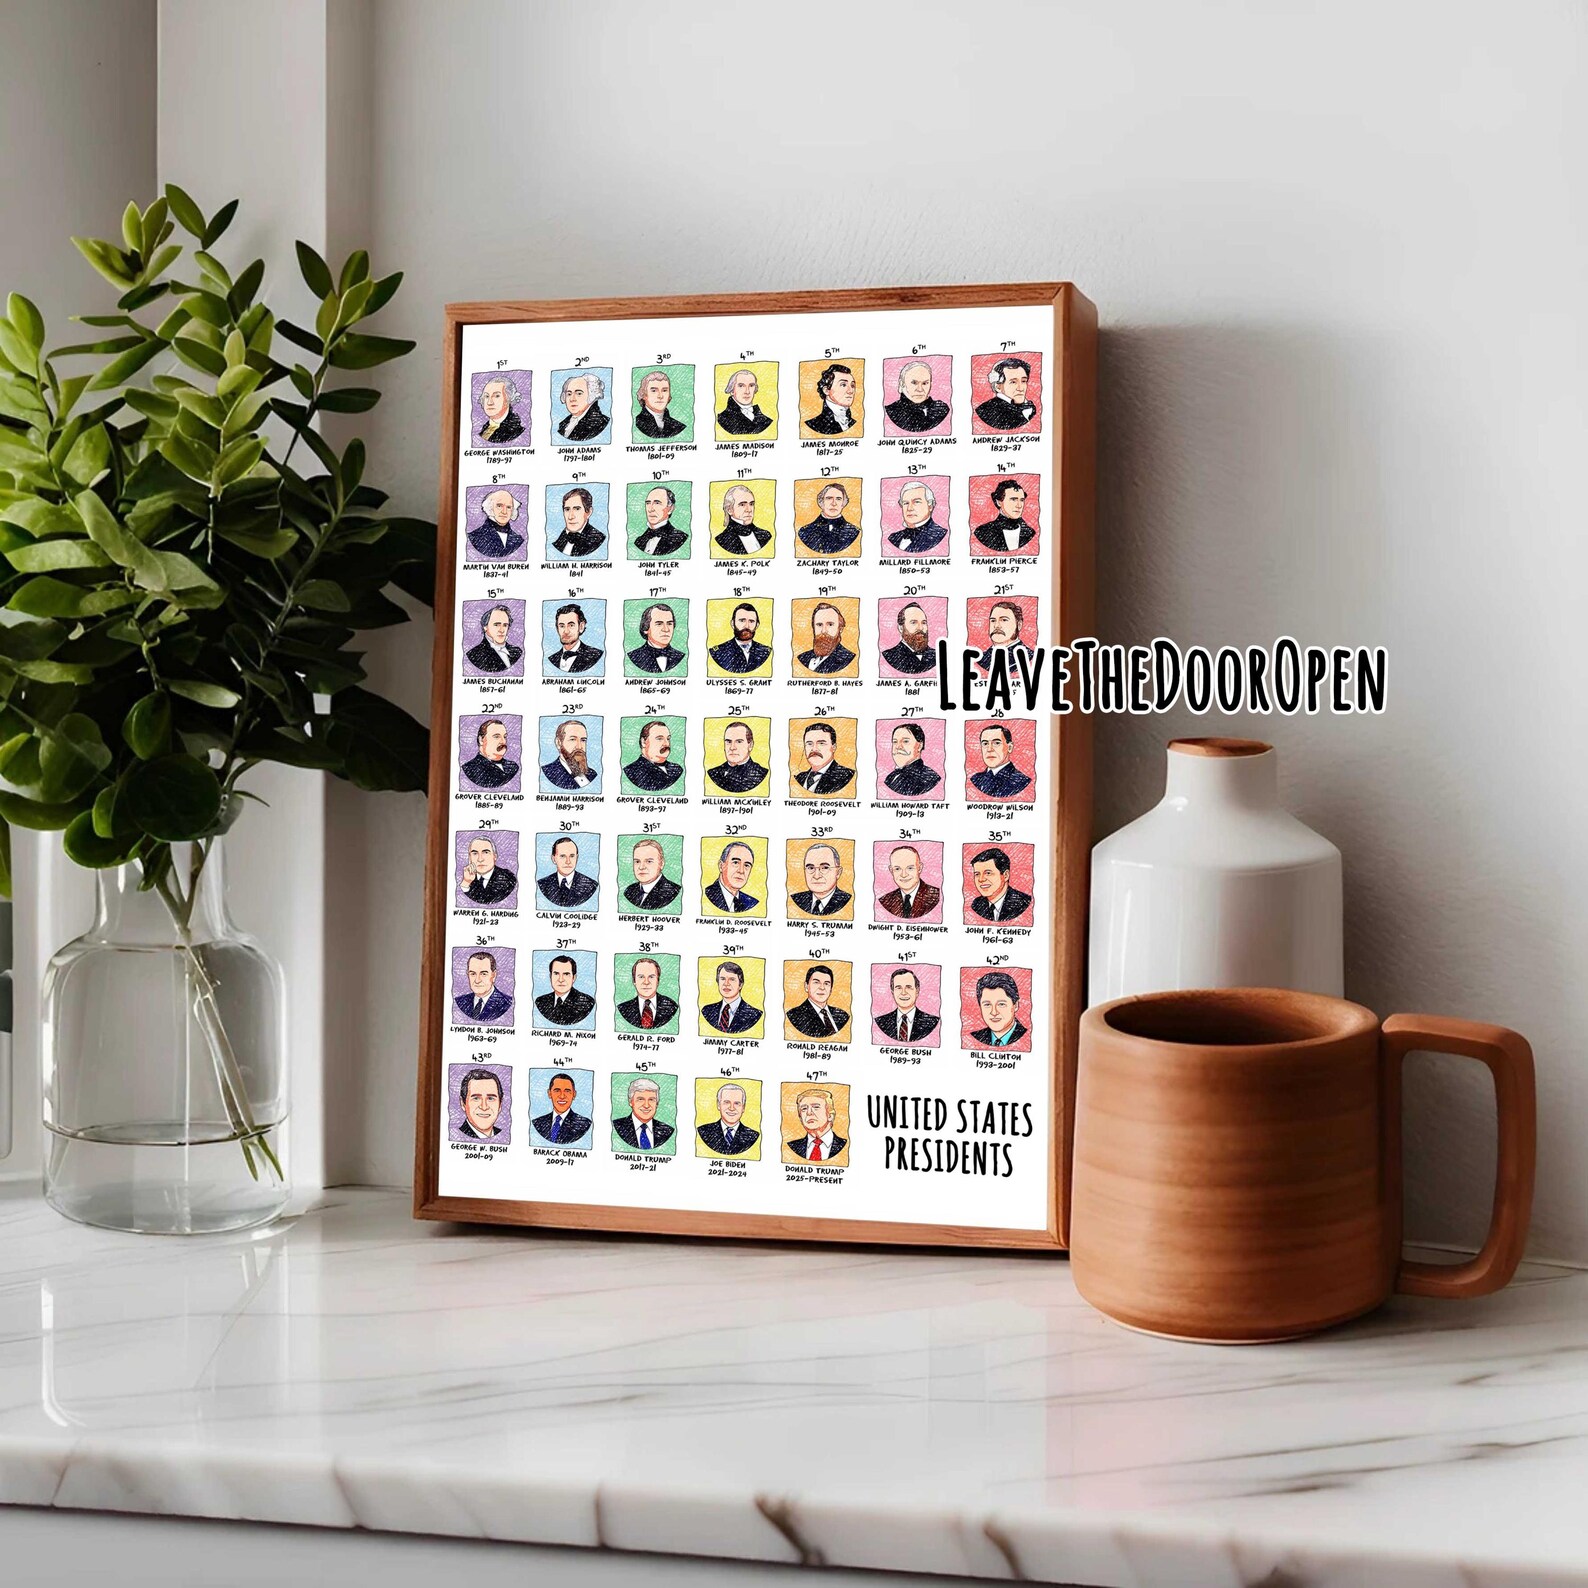 1ST 2ND 3RD 4TH 5TH 6TH 7TH
GEORGE WASHINGTON JOHN ADAMS THOMAS JEFFERSON JAMES MADISON JAMES MONROE JOHN QUINCY ADAMS ANDREW JACKSON
1789-97 1797-1801 1801-09 1809-17 1817-25 1825-29 1829-37
8TH 9TH 10TH 11TH 12TH 13TH 14TH
MARTIN VAN BUREN WILLIAM H. HARRISON JOHN TYLER JAMES K. POLK ZACHARY TAYLOR MILLARD FILLMORE FRANKLIN PIERCE
1837-41 1841 1841-45 1845-49 1849-50 1850-53 1853-57
15TH 16TH 17TH 18TH 19TH 20TH 21ST
JAMES BUCHANAN ABRAHAM LINCOLN ANDREW JOHNSON ULYSSES S. GRANT RUTHERFORD B. HAYES JAMES A.
1857-61 1861-65 1865-69 1869-77 1877-81 1881
LEAVETHEDOOROPEN
22ND 23RD 24TH 25TH 26TH 27TH 28
GROVER CLEVELAND BENJAMIN HARRISON GROVER CLEVELAND WILLIAM MCKINLEY THEODORE ROOSEVELT WILLIAM HOWARD TAFT WOODROW WILSON
1885-89 1889-93 1893-97 1897-1901 1901-09 1909-13 1913-21
29TH 30TH 31ST 32ND 33RD 34TH 35TH
WARREN G. HARDING CALVIN COOLIDGE HERBERT HOOVER FRANKLIN D. ROOSEVELT HARRY S. TRUMAN DWIGHT D. EISENHOWER JOHN F. KENNEDY
1921-23 1923-29 1929-33 1933-45 1945-53 1953-61 1961-63
36TH 37TH 38TH 39TH 40TH 41ST 42ND
LYNDON B. JOHNSON RICHARD M. NIXON GERALD R. FORD JIMMY CARTER RONALD REAGAN GEORGE BUSH BILL CLINTON
1963-69 1969-74 1974-77 1977-81 1981-89 1989-93 1993-2001
43RD 44TH 45TH 46TH 47TH
GEORGE W. BUSH BARACK OBAMA DONALD TRUMP JOE BIDEN DONALD TRUMP
2001-09 2009-17 2017-21 2021-2024 2025-PRESENT
UNITED STATES
PRESIDENTS